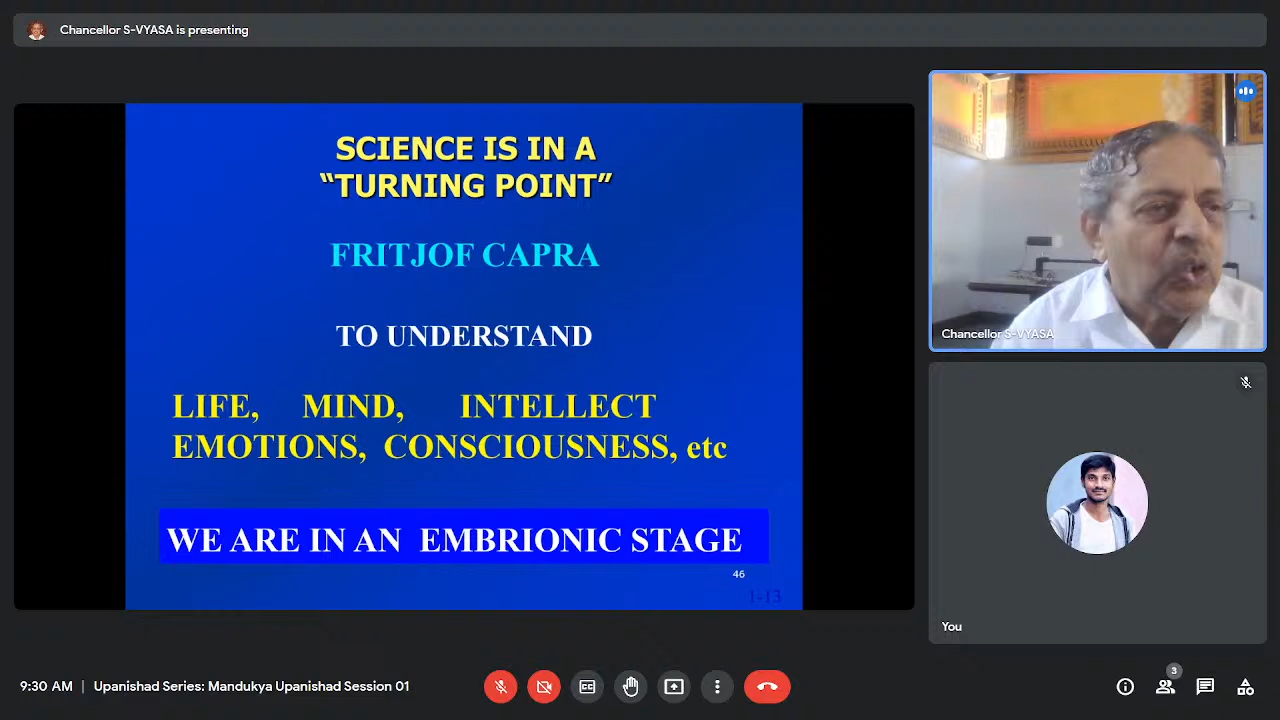 Chancellor S-VYASA is presenting
SCIENCE IS IN A
“TURNING POINT”
FRITJOF CAPRA
TO UNDERSTAND
LIFE, MIND, INTELLECT
EMOTIONS, CONSCIOUSNESS, etc
WE ARE IN AN EMBRIONIC STAGE
46
1-13
Chancellor S-VYASA
You
9:30 AM | Upanishad Series: Mandukya Upanishad Session 01
3